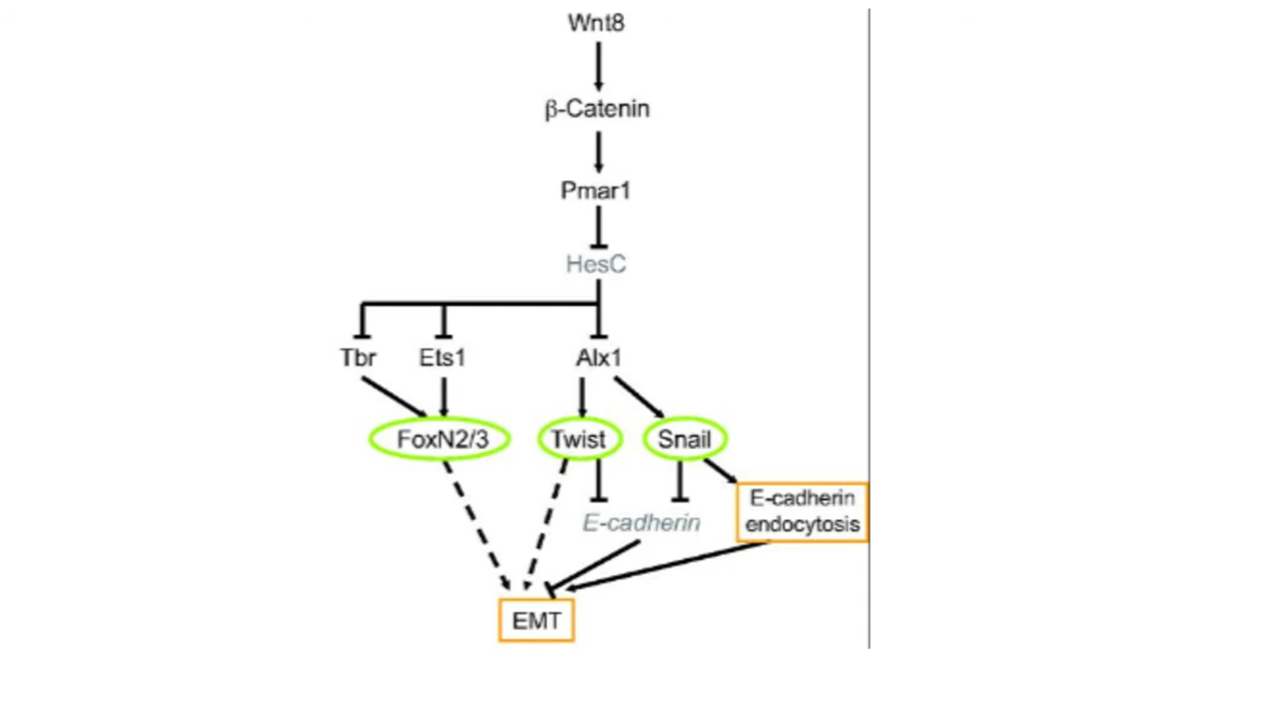 Wnt8
β-Catenin
Pmar1
HesC
Tbr Ets1 Alx1
FoxN2/3 Twist Snail
E-cadherin
endocytosis
E-cadherin
EMT